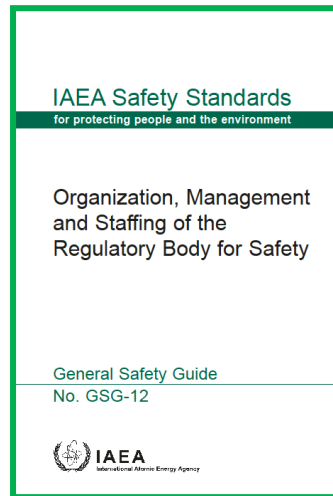 IAEA Safety Standards
for protecting people and the environment
Organization, Management
and Staffing of the
Regulatory Body for Safety
General Safety Guide
No. GSG-12
IAEA
International Atomic Energy Agency